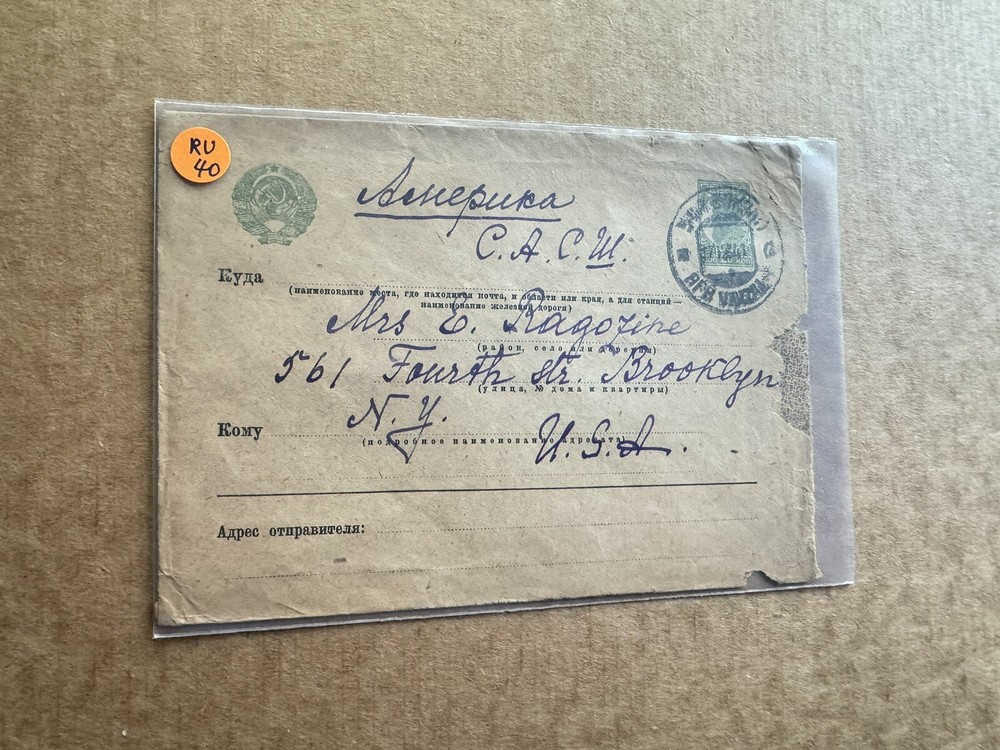 RU
40
Америка
С.А.С.Ш.
Куда
(наименование места, где находится почта, и области или края, а для станций—
наименование железной дороги)
Mrs E. Ragozine
(район, село или деревня)
561 Fourth str. Brooklyn
(улица, № дома и квартиры)
N.Y.
Кому
(подробное наименование адресата)
U.S.A.
Адрес отправителя: